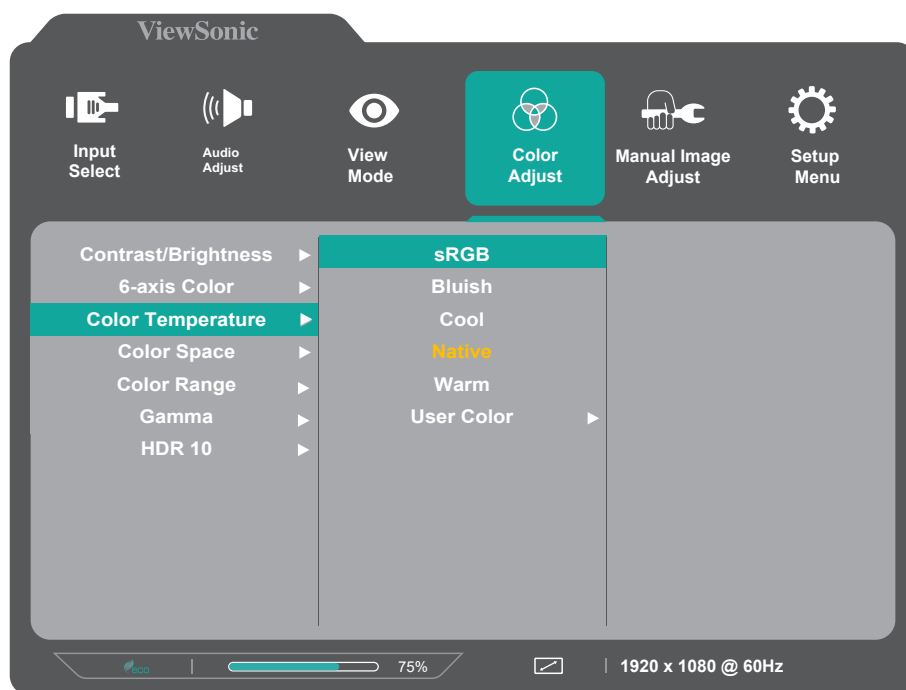 ViewSonic
Input Select
Audio Adjust
View Mode
Color Adjust
Manual Image Adjust
Setup Menu
Contrast/Brightness
6-axis Color
Color Temperature
Color Space
Color Range
Gamma
HDR 10
sRGB
Bluish
Cool
Native
Warm
User Color
eco
75%
1920 x 1080 @ 60Hz